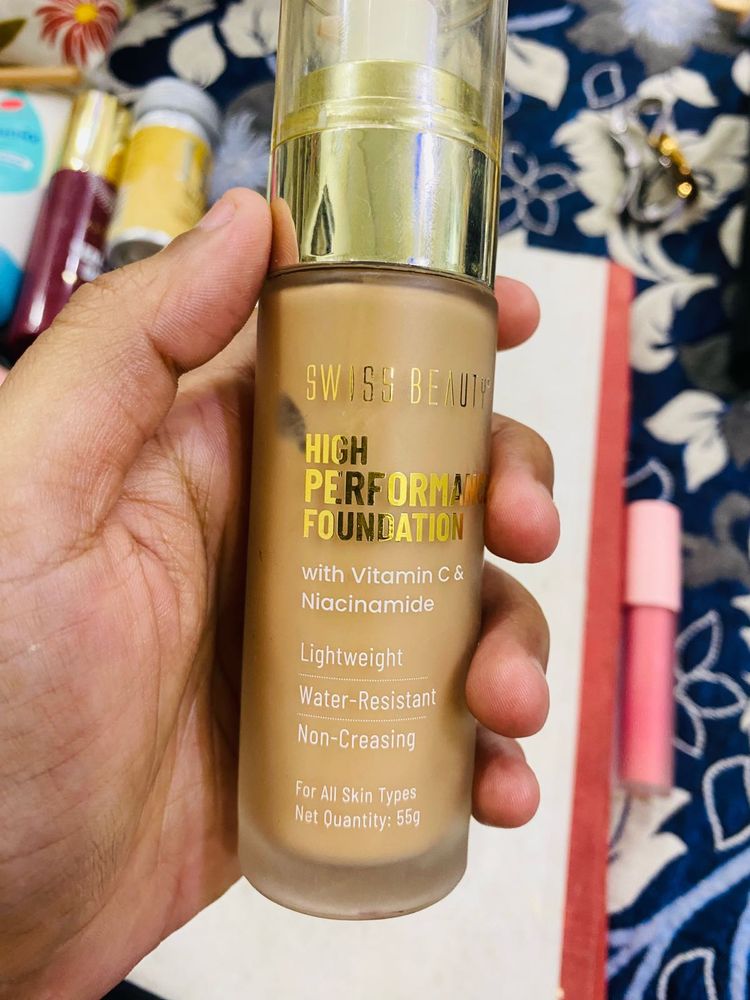 SWISS BEAUTY
HIGH
PERFORMANCE
FOUNDATION
with Vitamin C &
Niacinamide
Lightweight
Water-Resistant
Non-Creasing
For All Skin Types
Net Quantity: 55g